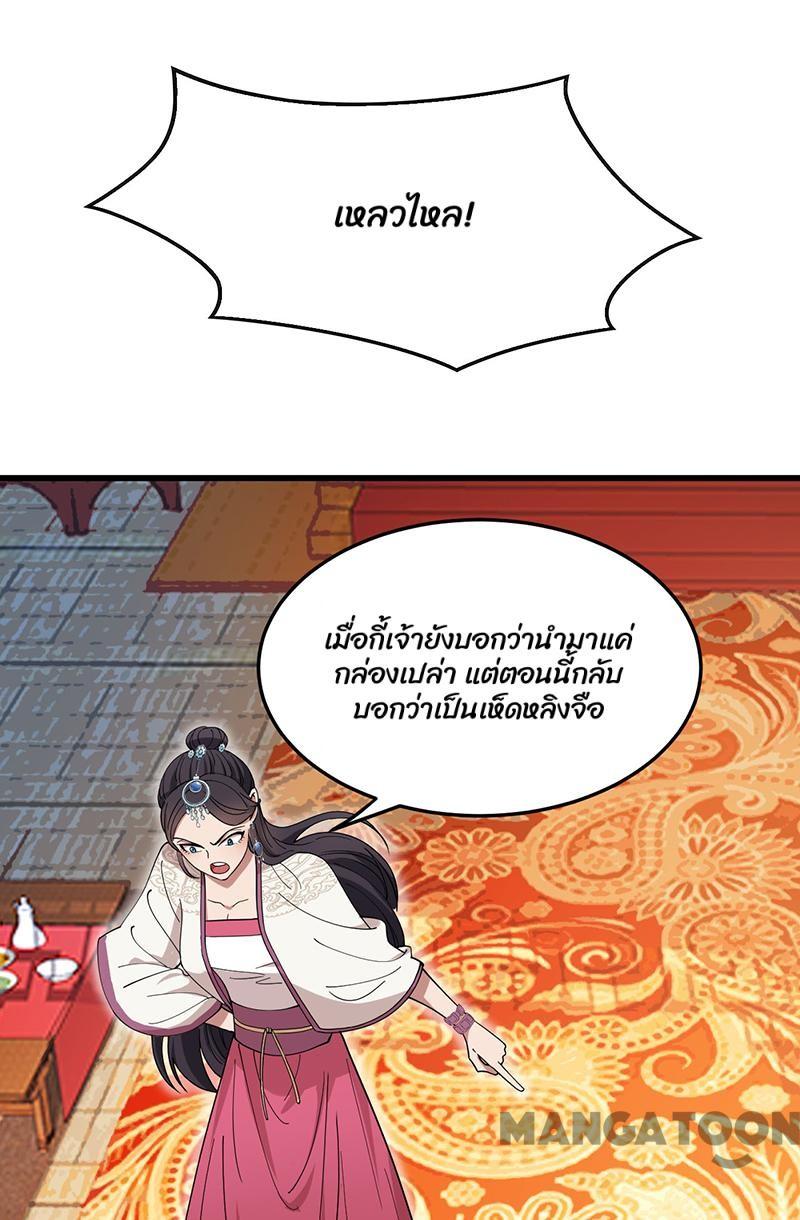 เหลวไหล!
เมื่อกี้เจ้ายังบอกว่านำมาแค่
กล่องเปล่า แต่ตอนนี้กลับ
บอกว่าเป็นเห็ดหลิงจือ
MANGA TOON